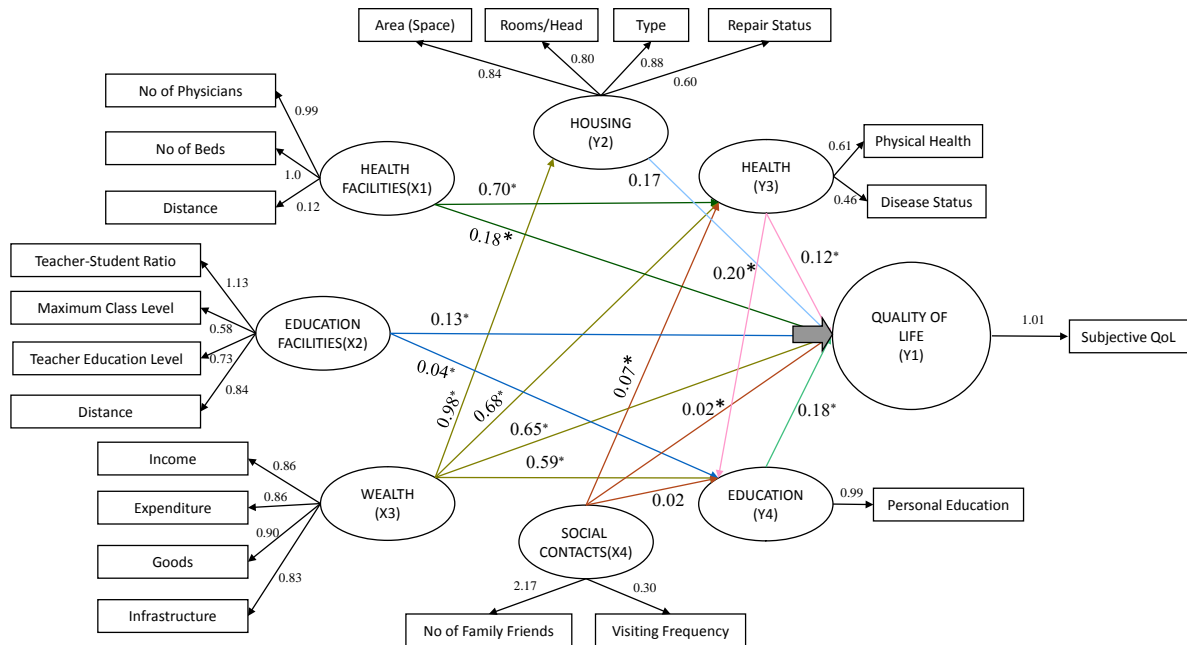 Area (Space)
Rooms/Head
Type
Repair Status
0.84
0.80
0.88
0.60
No of Physicians
No of Beds
Distance
0.99
1.0
0.12
HEALTH
FACILITIES(X1)
HOUSING
(Y2)
HEALTH
(Y3)
0.61
0.46
Physical Health
Disease Status
0.70*
0.18*
0.17
0.20*
0.12*
Teacher-Student Ratio
Maximum Class Level
Teacher Education Level
Distance
1.13
0.58
0.73
0.84
EDUCATION
FACILITIES(X2)
0.13*
0.04*
QUALITY OF
LIFE
(Y1)
1.01
Subjective QoL
0.98*
0.68*
0.07*
0.02*
0.65*
0.59*
0.18*
Income
Expenditure
Goods
Infrastructure
0.86
0.86
0.90
0.83
WEALTH
(X3)
0.02
EDUCATION
(Y4)
0.99
Personal Education
SOCIAL
CONTACTS(X4)
2.17
0.30
No of Family Friends
Visiting Frequency